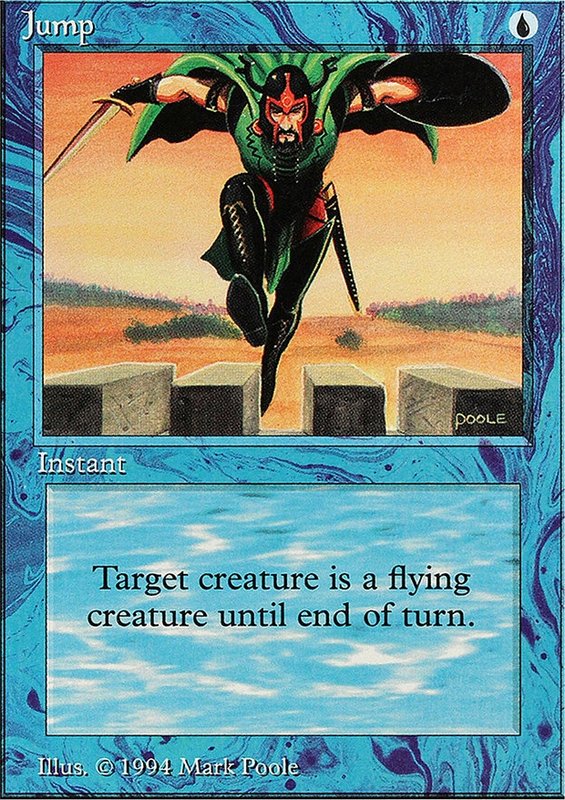 Jump
POOLE
Instant
Target creature is a flying
creature until end of turn.
Illus. © 1994 Mark Poole